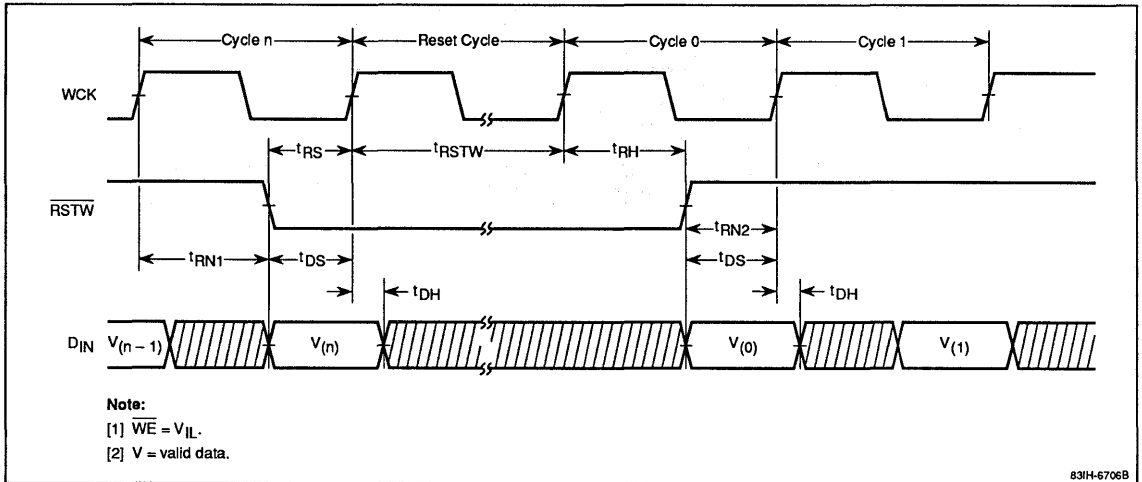 Cycle n Reset Cycle Cycle 0 Cycle 1
WCK
tRS tRSTW tRH
RSTW
tRN2
tRN1 tDS tDS
tDH tDH
DIN V(n − 1) V(n) V(0) V(1)
Note:
[1] WE = VIL.
[2] V = valid data.
83IH-6706B